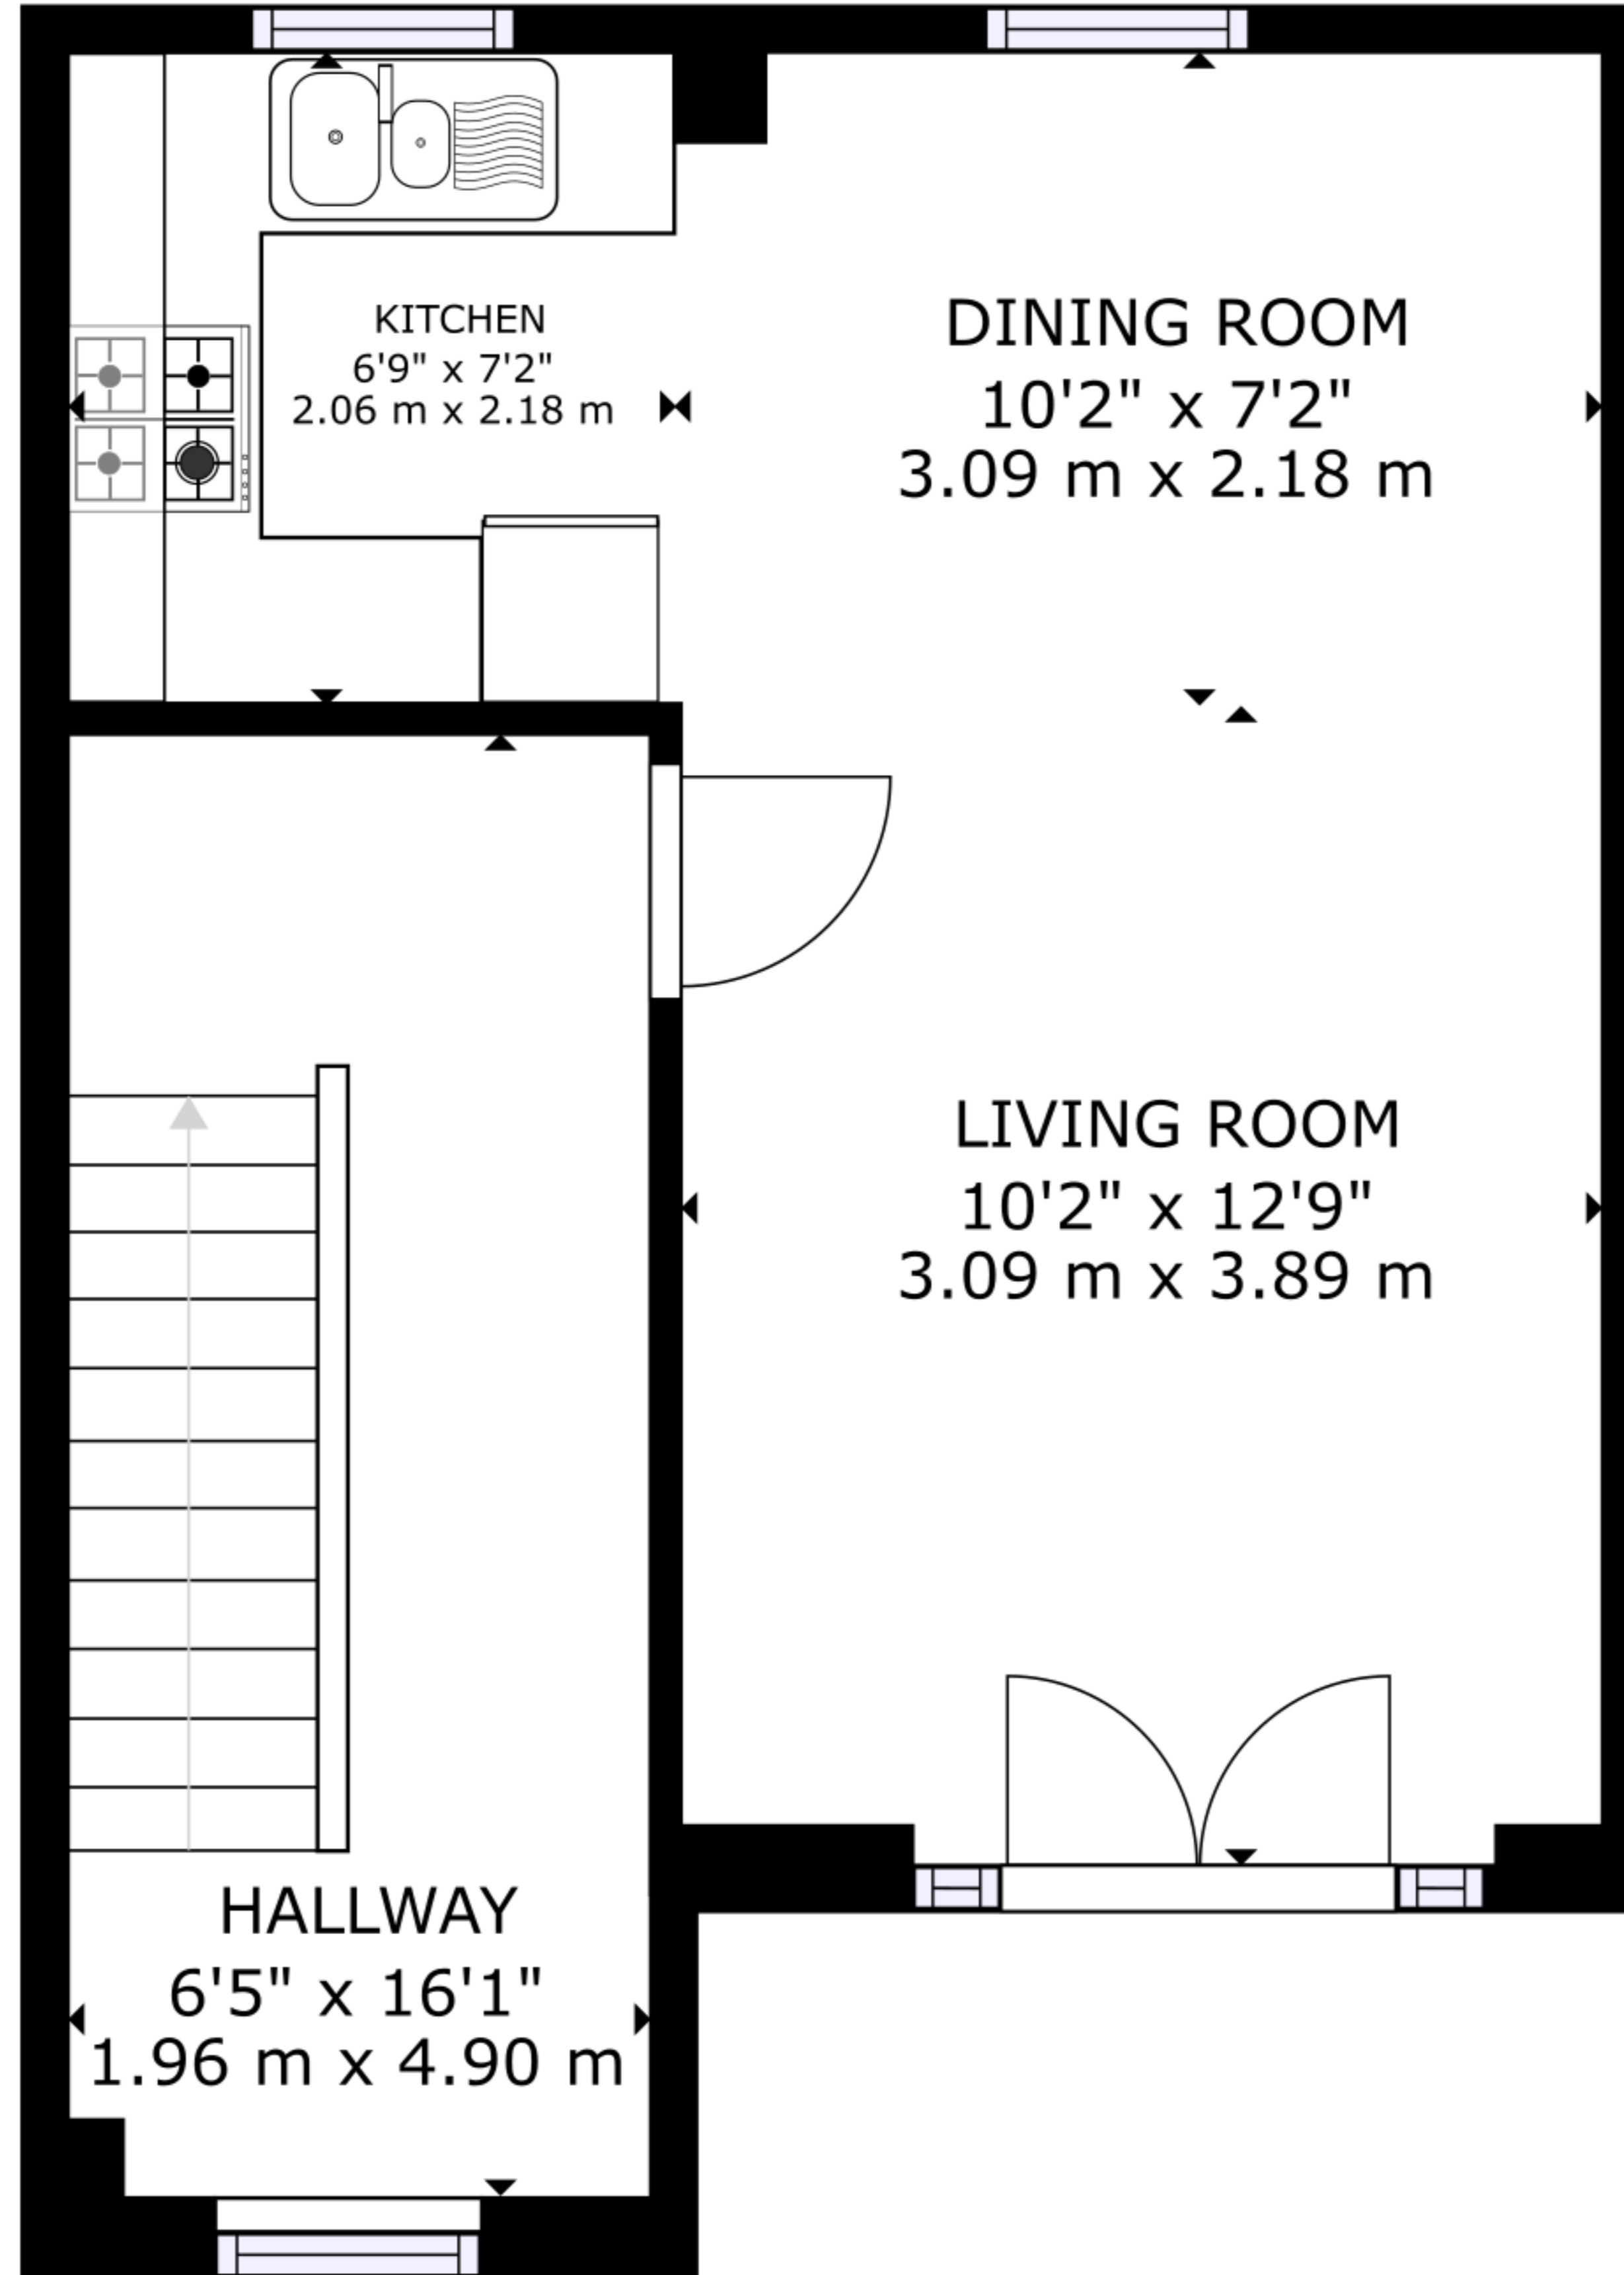 KITCHEN
6'9" x 7'2"
2.06 m x 2.18 m
DINING ROOM
10'2" x 7'2"
3.09 m x 2.18 m
LIVING ROOM
10'2" x 12'9"
3.09 m x 3.89 m
HALLWAY
6'5" x 16'1"
1.96 m x 4.90 m